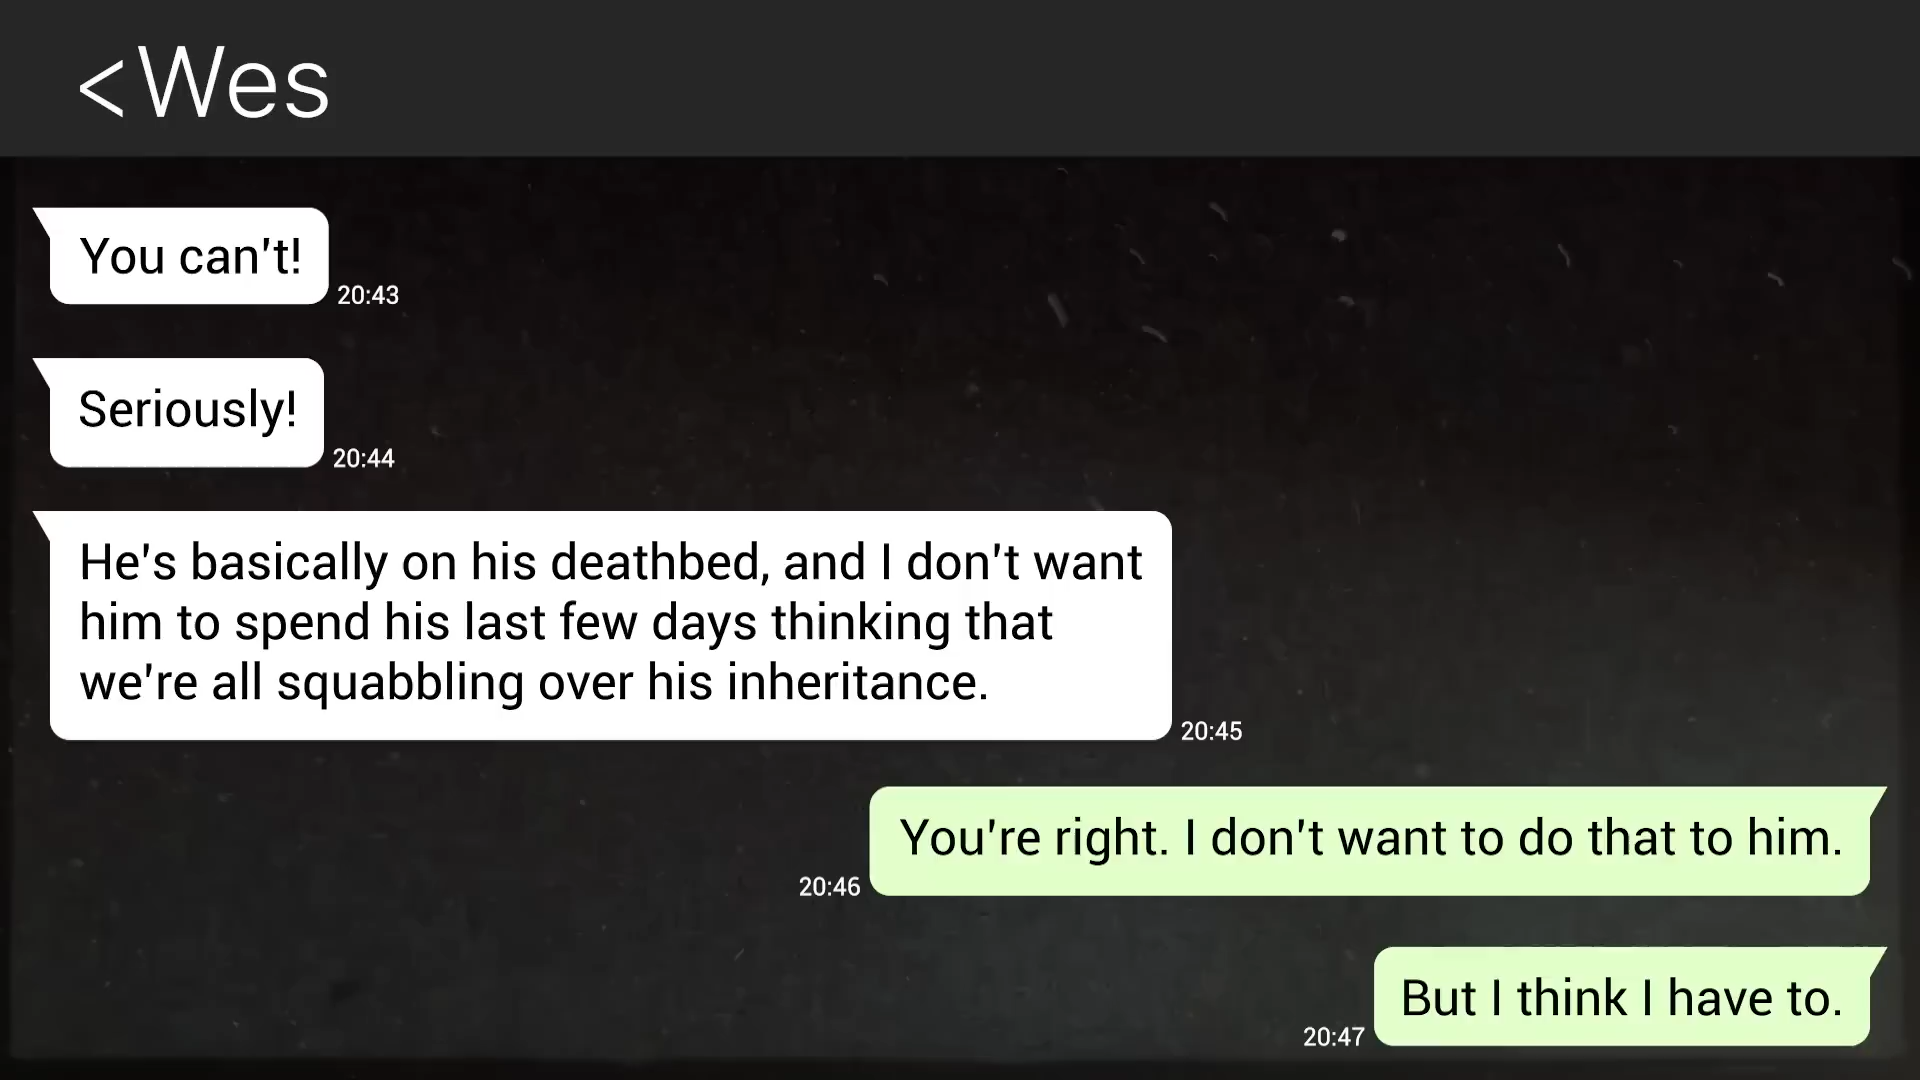 <Wes
You can't!
20:43
Seriously!
20:44
He's basically on his deathbed, and I don't want
him to spend his last few days thinking that
we're all squabbling over his inheritance.
20:45
You're right. I don't want to do that to him.
20:46
But I think I have to.
20:47